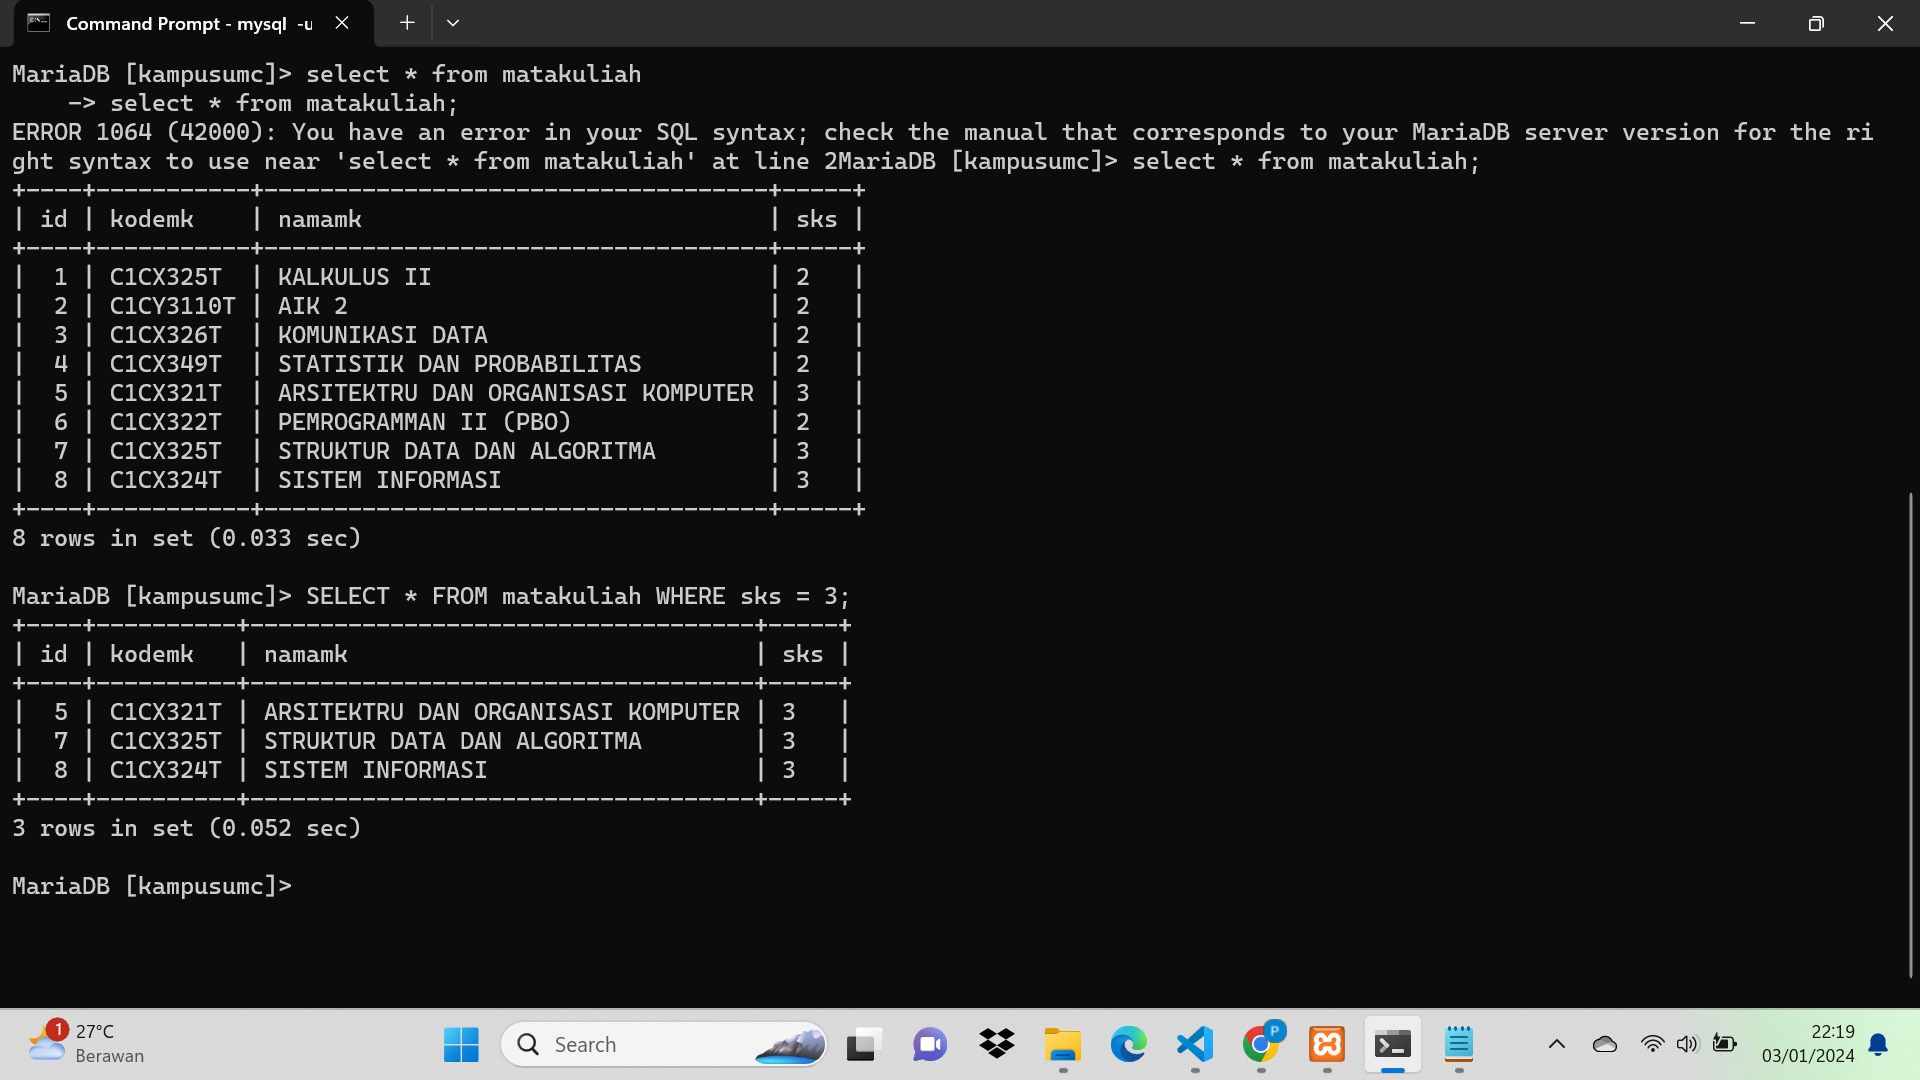 Command Prompt - mysql  -u
MariaDB [kampusumc]> select * from matakuliah
    -> select * from matakuliah;
ERROR 1064 (42000): You have an error in your SQL syntax; check the manual that corresponds to your MariaDB server version for the ri
ght syntax to use near 'select * from matakuliah' at line 2MariaDB [kampusumc]> select * from matakuliah;
+----+-----------+------------------------------------+-----+
| id | kodemk    | namamk                             | sks |
+----+-----------+------------------------------------+-----+
|  1 | C1CX325T  | KALKULUS II                        | 2   |
|  2 | C1CY3110T | AIK 2                              | 2   |
|  3 | C1CX326T  | KOMUNIKASI DATA                    | 2   |
|  4 | C1CX349T  | STATISTIK DAN PROBABILITAS         | 2   |
|  5 | C1CX321T  | ARSITEKTRU DAN ORGANISASI KOMPUTER | 3   |
|  6 | C1CX322T  | PEMROGRAMMAN II (PBO)              | 2   |
|  7 | C1CX325T  | STRUKTUR DATA DAN ALGORITMA        | 3   |
|  8 | C1CX324T  | SISTEM INFORMASI                   | 3   |
+----+-----------+------------------------------------+-----+
8 rows in set (0.033 sec)
MariaDB [kampusumc]> SELECT * FROM matakuliah WHERE sks = 3;
+----+----------+------------------------------------+-----+
| id | kodemk   | namamk                             | sks |
+----+----------+------------------------------------+-----+
|  5 | C1CX321T | ARSITEKTRU DAN ORGANISASI KOMPUTER | 3   |
|  7 | C1CX325T | STRUKTUR DATA DAN ALGORITMA        | 3   |
|  8 | C1CX324T | SISTEM INFORMASI                   | 3   |
+----+----------+------------------------------------+-----+
3 rows in set (0.052 sec)
MariaDB [kampusumc]>
1
27°C
Berawan
Search
P
22:19
03/01/2024